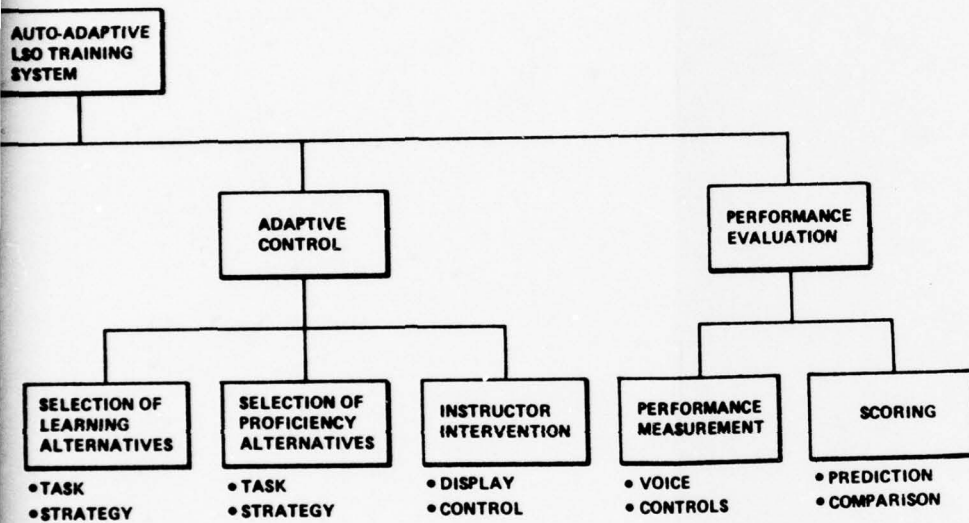 AUTO-ADAPTIVE
LSO TRAINING
SYSTEM
ADAPTIVE
CONTROL
PERFORMANCE
EVALUATION
SELECTION OF
LEARNING
ALTERNATIVES
• TASK
• STRATEGY
SELECTION OF
PROFICIENCY
ALTERNATIVES
• TASK
• STRATEGY
INSTRUCTOR
INTERVENTION
• DISPLAY
• CONTROL
PERFORMANCE
MEASUREMENT
• VOICE
• CONTROLS
SCORING
• PREDICTION
• COMPARISON